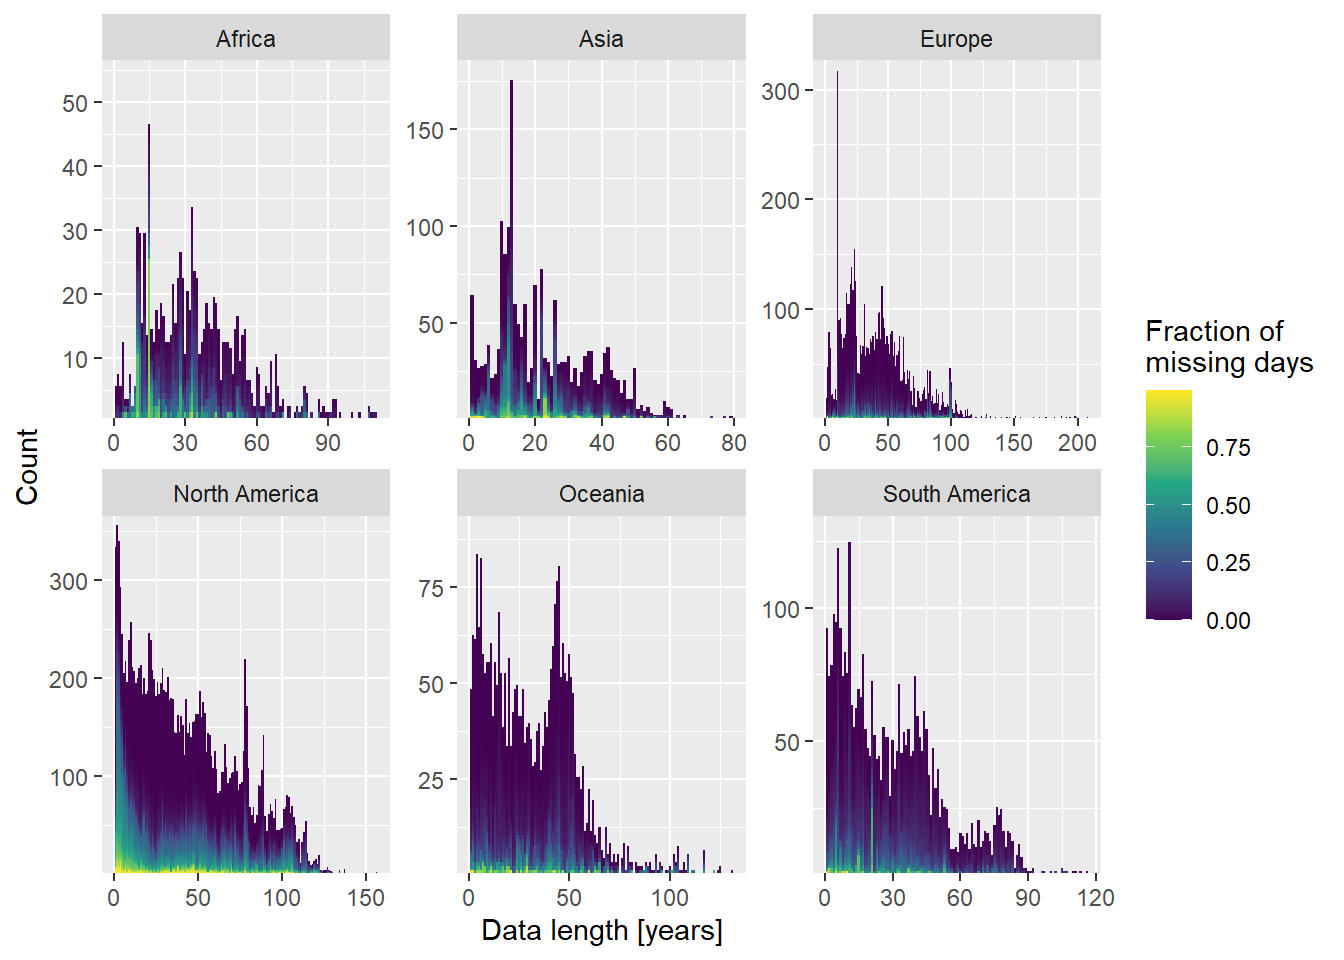 Africa
Asia
Europe
50
40
30
20
10
150
100
50
300
200
100
0 30 60 90
0 20 40 60 80
0 50 100 150 200
North America
Oceania
South America
300
200
100
75
50
25
100
50
0 50 100 150
0 50 100
0 30 60 90 120
Count
Data length [years]
Fraction of
missing days
0.75
0.50
0.25
0.00